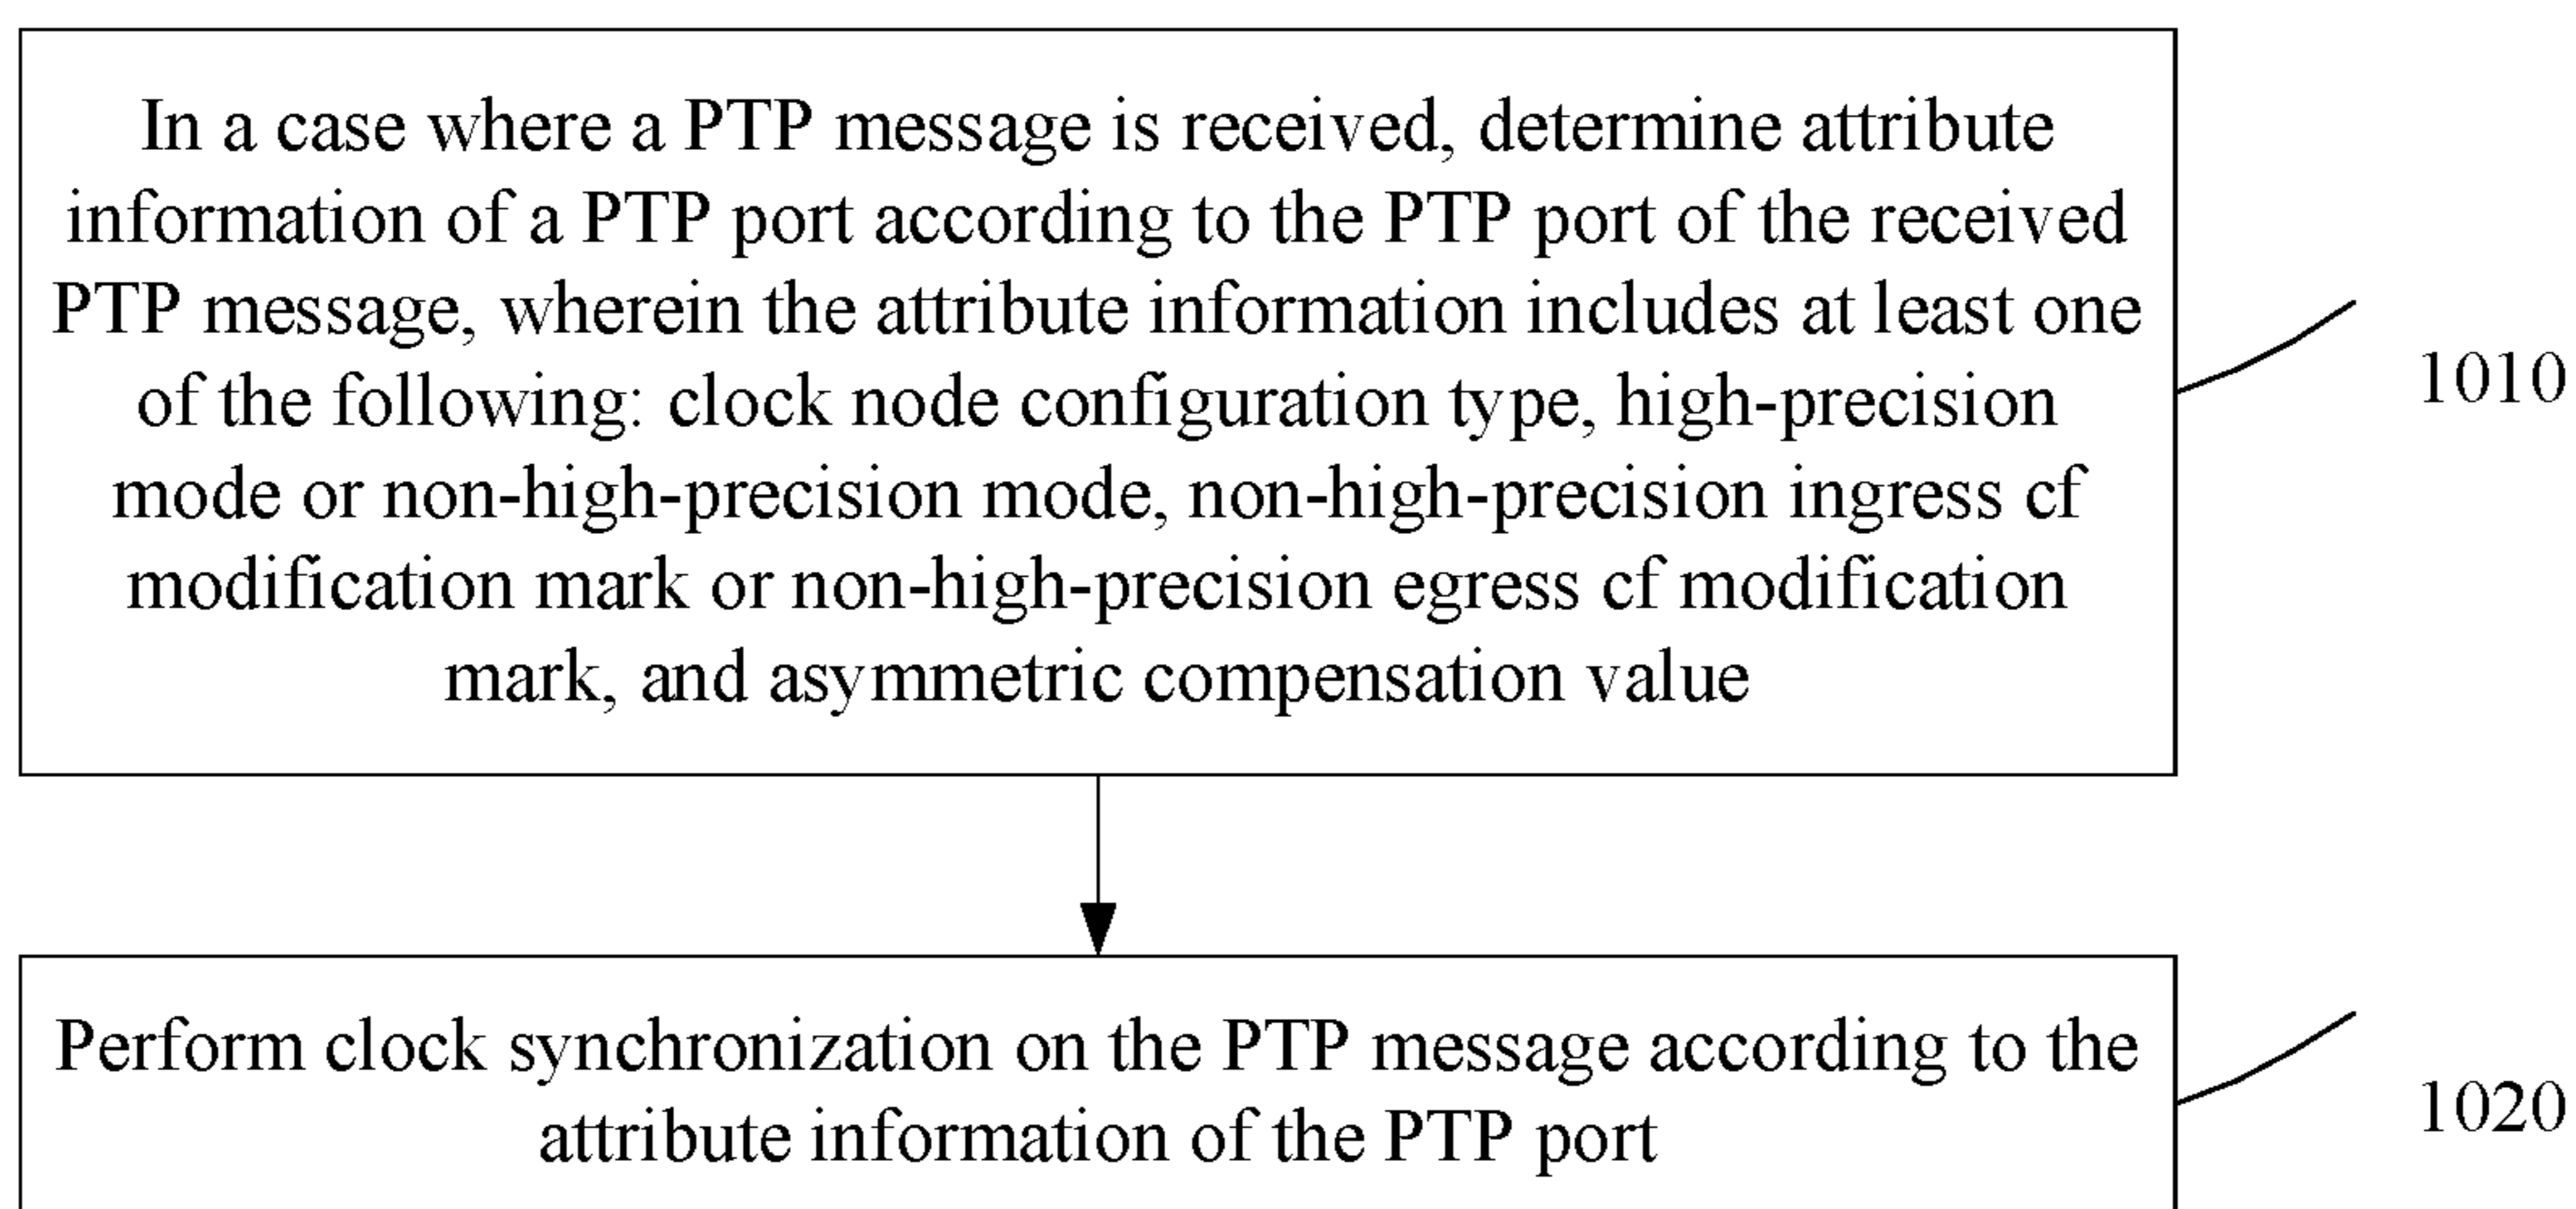 In a case where a PTP message is received, determine attribute
information of a PTP port according to the PTP port of the received
PTP message, wherein the attribute information includes at least one
of the following: clock node configuration type, high-precision
mode or non-high-precision mode, non-high-precision ingress cf
modification mark or non-high-precision egress cf modification
mark, and asymmetric compensation value
1010
Perform clock synchronization on the PTP message according to the
attribute information of the PTP port
1020